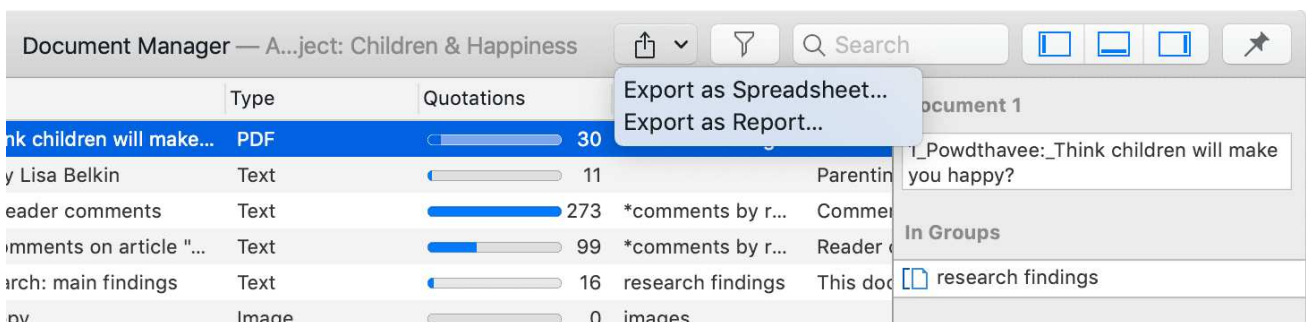 Document Manager — A...ject: Children & Happiness
Search
Export as Spreadsheet...
Export as Report...
Type Quotations
nk children will make... PDF 30
y Lisa Belkin Text 11 Parentin
eader comments Text 273 *comments by r... Commer
omments on article "... Text 99 *comments by r... Reader
arch: main findings Text 16 research findings This doc
Image 0 images
ocument 1
1_Powdthavee:_Think children will make
you happy?
In Groups
research findings